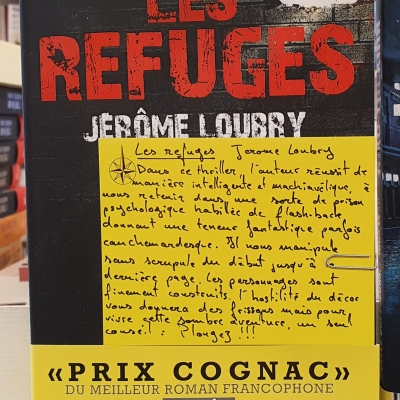 LES
REFUGES
JÉRÔME LOUBRY
Les refuges Jerome Loubry
Dans ce thriller, l'auteur réussit de
manière intelligente et machiavélique, à
nous retenir dans une sorte de prison
psychologique habillée de flash-back
donnant une teneur fantastique parfois
cauchemardesque. Il nous manipule
sans scrupule du début jusqu'à
dernière page. Les personnages sont
finement construits. L'hostilité du décor
vous donnera des frissons mais pour
vivre cette sombre aventure, un seul
conseil : Plongez !!!
«PRIX COGNAC»
DU MEILLEUR ROMAN FRANCOPHONE